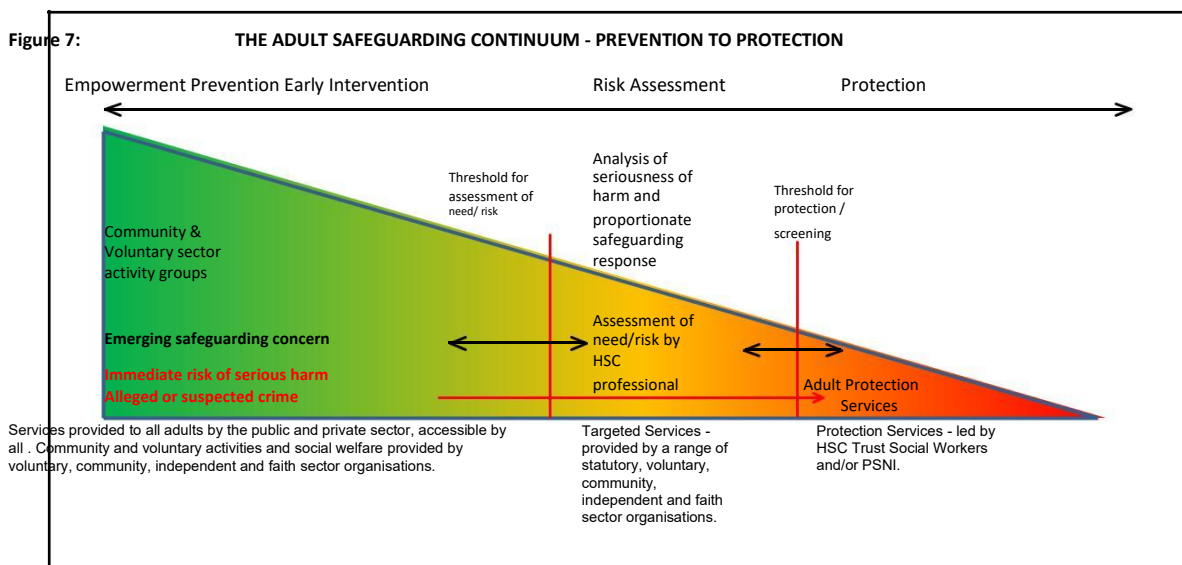 Figure 7: THE ADULT SAFEGUARDING CONTINUUM - PREVENTION TO PROTECTION
Empowerment Prevention Early Intervention Risk Assessment Protection
Threshold for
assessment of
need/ risk
Analysis of
seriousness of
harm and
proportionate
safeguarding
response
Threshold for
protection /
screening
Community &
Voluntary sector
activity groups
Emerging safeguarding concern
Immediate risk of serious harm
Alleged or suspected crime
Assessment of
need/risk by
HSC
professional
Adult Protection
Services
Services provided to all adults by the public and private sector, accessible by
all . Community and voluntary activities and social welfare provided by
voluntary, community, independent and faith sector organisations.
Targeted Services -
provided by a range of
statutory, voluntary,
community,
independent and faith
sector organisations.
Protection Services - led by
HSC Trust Social Workers
and/or PSNI.